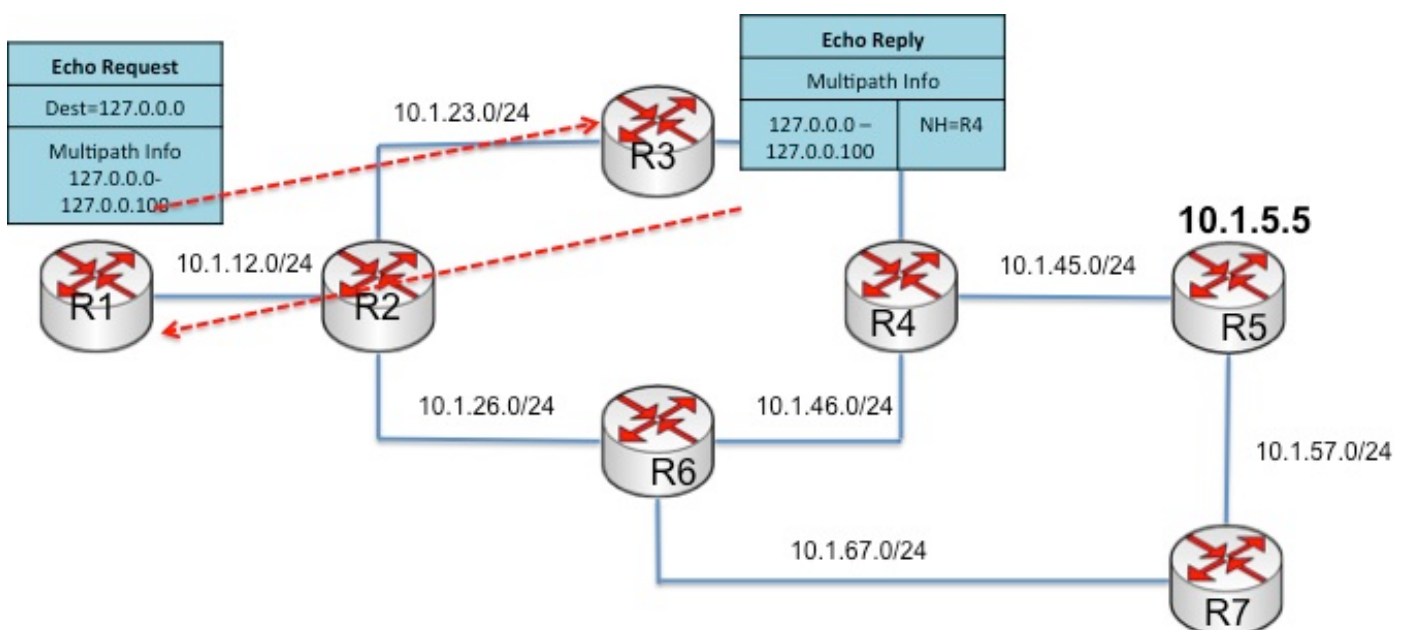 Echo Request
Dest=127.0.0.0
Multipath Info
127.0.0.0-
127.0.0.100
Echo Reply
Multipath Info
127.0.0.0 –
127.0.0.100
NH=R4
10.1.23.0/24
R3
10.1.5.5
R1
10.1.12.0/24
R2
R4
10.1.45.0/24
R5
10.1.26.0/24
R6
10.1.46.0/24
10.1.57.0/24
10.1.67.0/24
R7